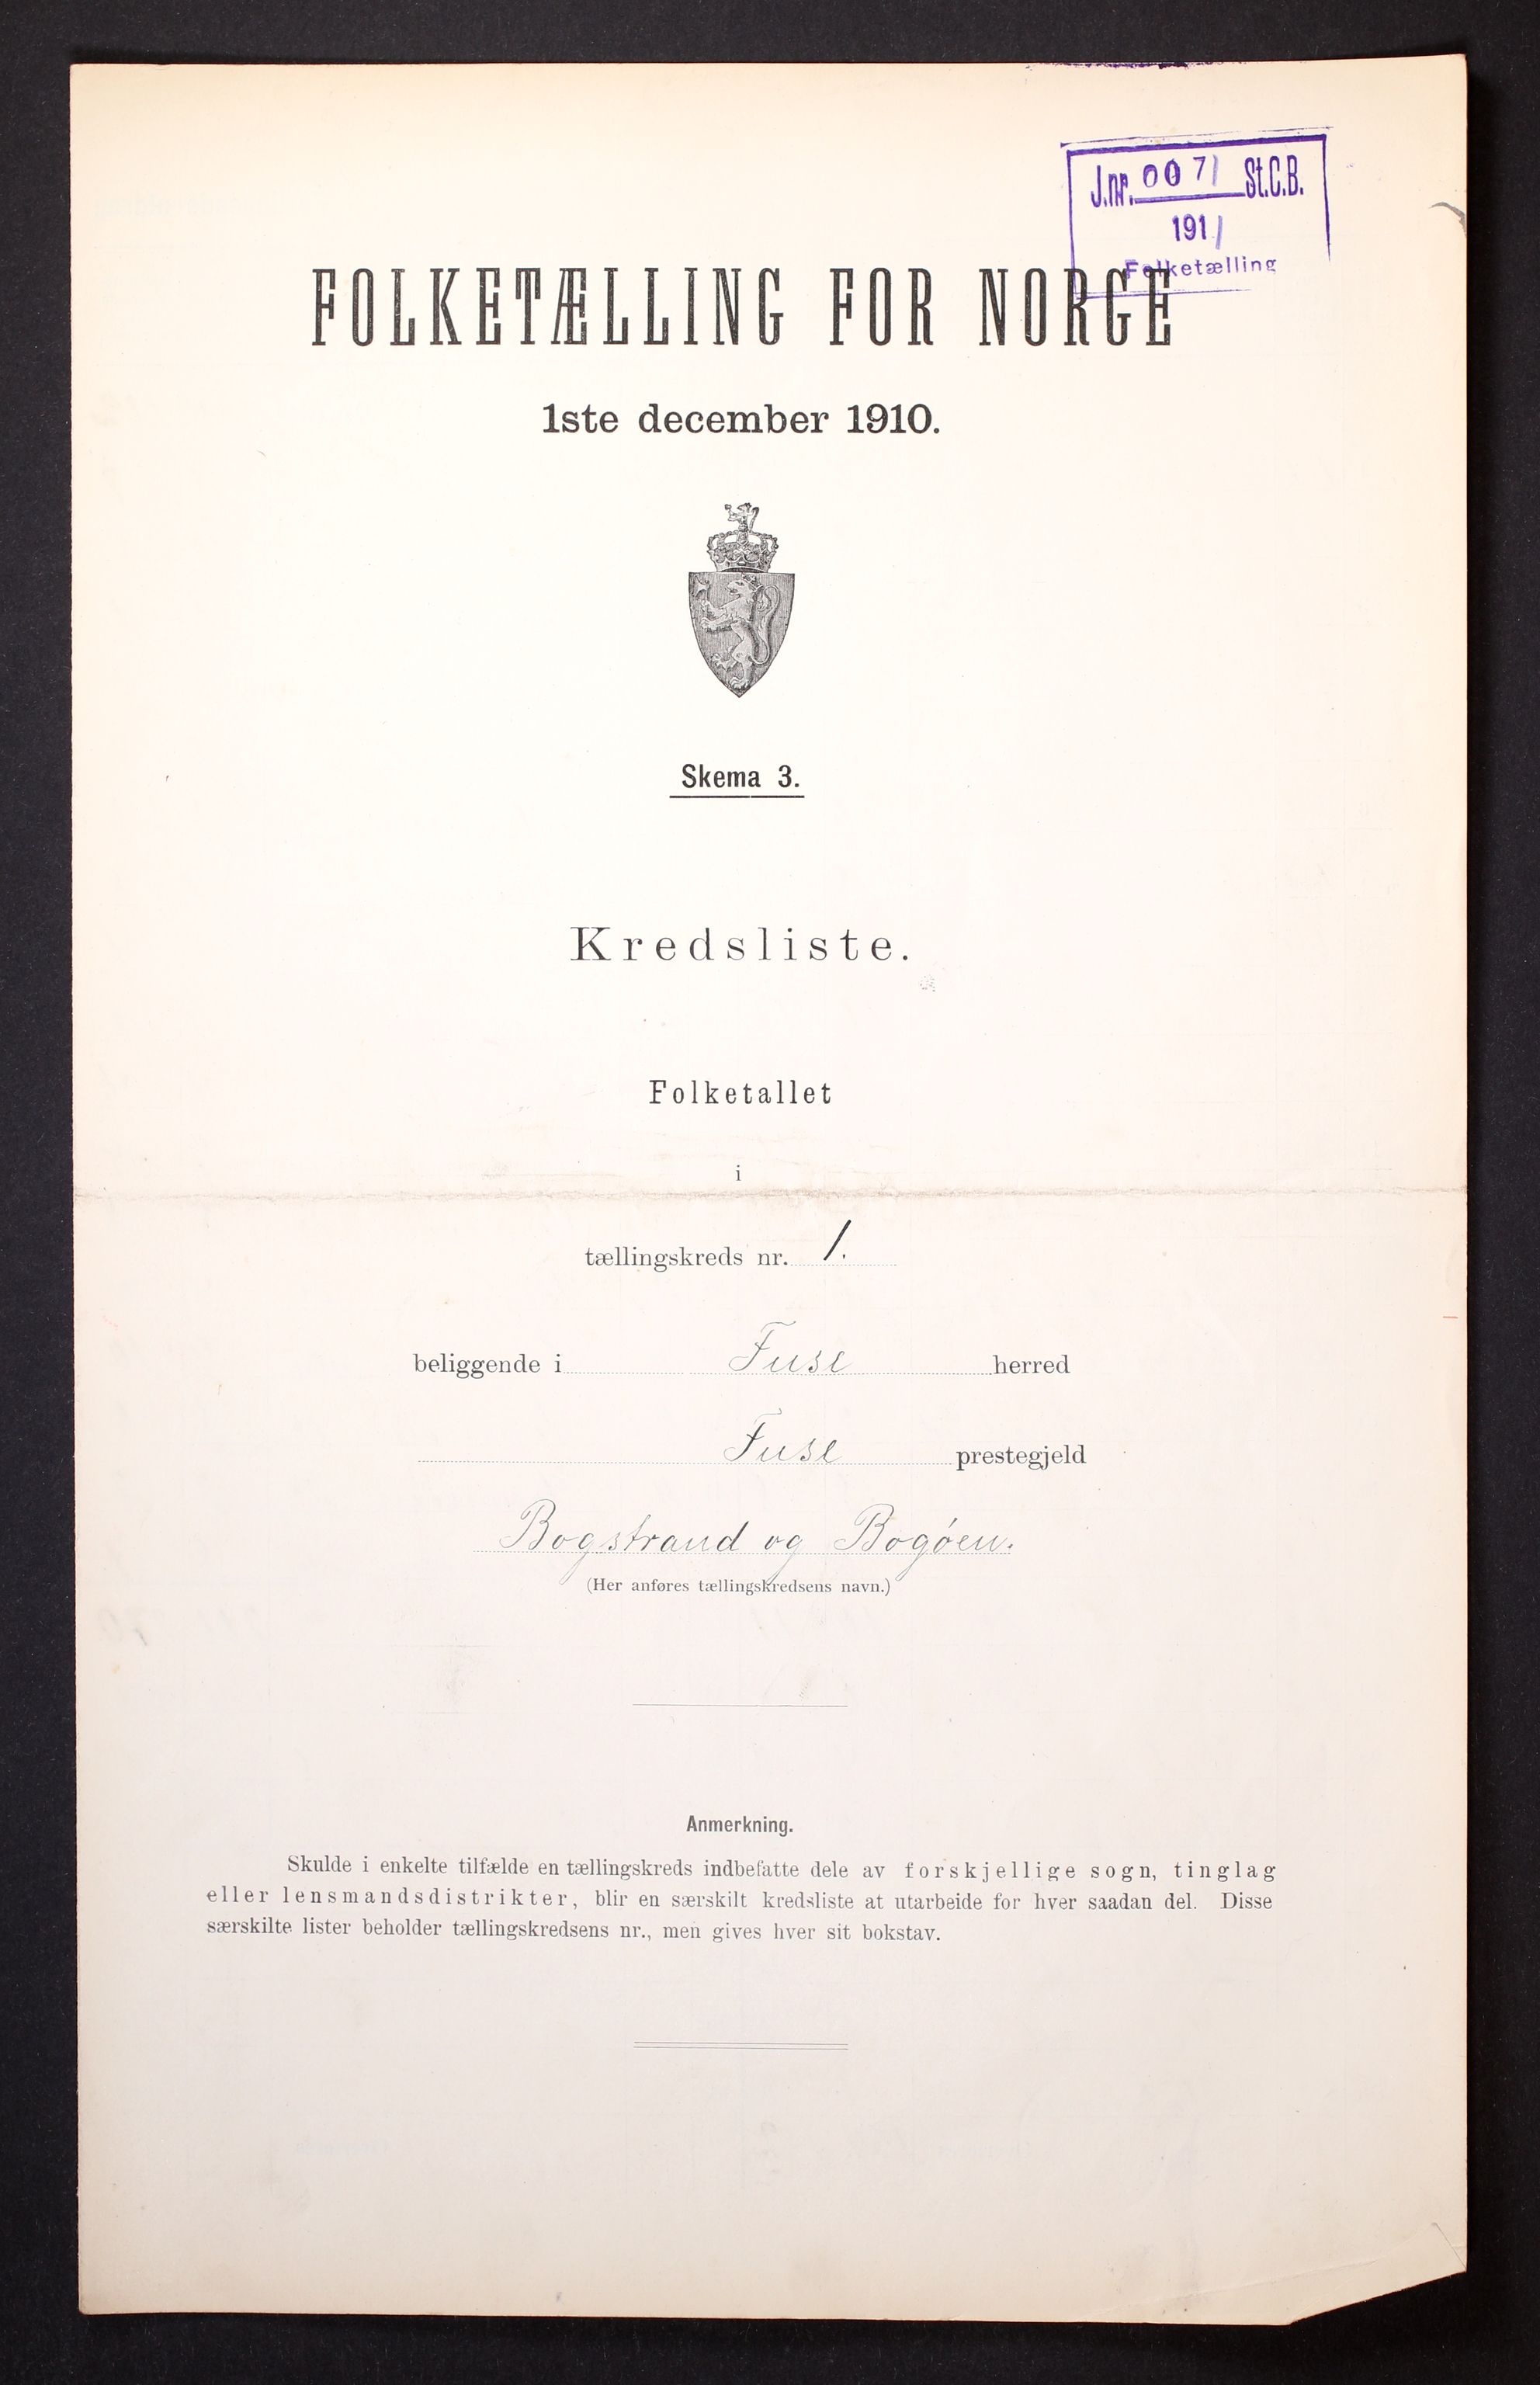 J.nr. 0071 St.C.B.
1911
Folketælling
FOLKETÆLLING FOR NORGE
1ste december 1910.
Skema 3.
Kredsliste.
Folketallet
i
tællingskreds nr. 1.
beliggende i Fuse herred
Fuse prestegjeld
Bogstrand og Bogøen.
(Her anføres tællingskredsens navn.)
Anmerkning.
Skulde i enkelte tilfælde en tællingskreds indbefatte dele av forskjellige sogn, tinglag
eller lensmandsdistrikter, blir en særskilt kredsliste at utarbeide for hver saadan del. Disse
særskilte lister beholder tællingskredsens nr., men gives hver sit bokstav.